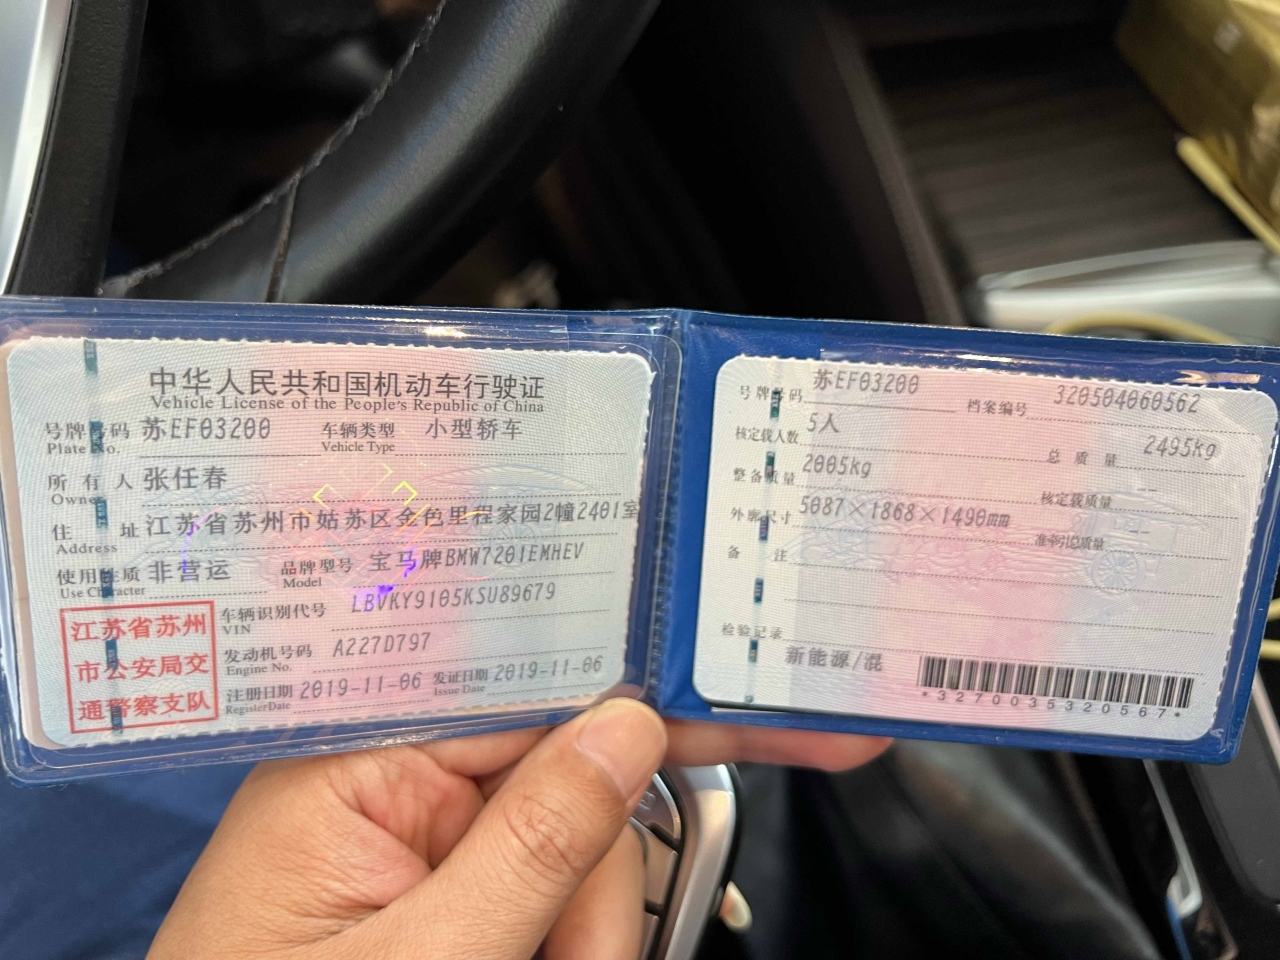 中华人民共和国机动车行驶证
Vehicle License of the People's Republic of China
号牌号码 苏EF03200 车辆类型 小型轿车
Plate No. Vehicle Type
所有人 张任春
Owner
住址 江苏省苏州市姑苏区金色里程家园2幢2401室
Address
使用性质 非营运 品牌型号 宝马牌BMW7201EMHEV
Use Character Model
江苏省苏州
市公安局交
通警察支队
车辆识别代号 LBVKY9105KSU89679
VIN
发动机号码 A227D797
Engine No.
注册日期 2019-11-06 发证日期 2019-11-06
Register Date Issue Date
号牌号码 苏EF03200 档案编号 320504060562
核定载人数 5人 总质量 2495kg
整备质量 2005kg 核定载质量 --
外廓尺寸 5087×1868×1490mm 准牵引总质量 --
备注
检验记录
新能源/混
*3270035320567*